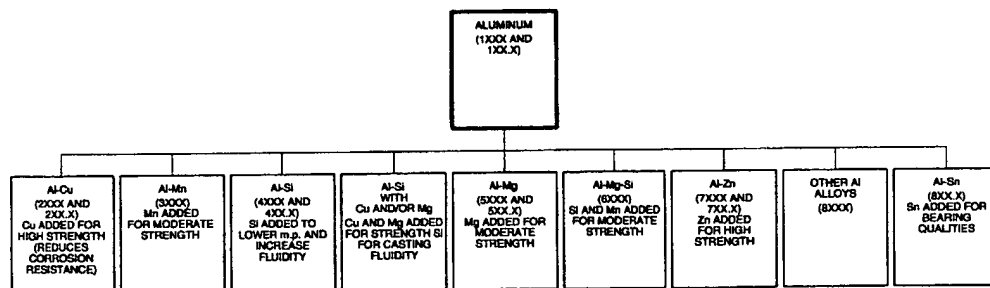 ALUMINUM
(1XXX AND
1XX.X)
Al-Cu
(2XXX AND
2XX.X)
Cu ADDED FOR
HIGH STRENGTH
(REDUCES
CORROSION
RESISTANCE)
Al-Mn
(3XXX)
Mn ADDED
FOR MODERATE
STRENGTH
Al-Si
(4XXX AND
4XX.X)
Si ADDED TO
LOWER m.p. AND
INCREASE
FLUIDITY
Al-Si
WITH
Cu AND/OR Mg
Cu AND Mg ADDED
FOR STRENGTH Si
FOR CASTING
FLUIDITY
Al-Mg
(5XXX AND
5XX.X)
Mg ADDED FOR
MODERATE
STRENGTH
Al-Mg-Si
(6XXX)
Si AND Mn ADDED
FOR MODERATE
STRENGTH
Al-Zn
(7XXX AND
7XX.X)
Zn ADDED
FOR HIGH
STRENGTH
OTHER Al
ALLOYS
(8XXX)
Al-Sn
(8XX.X)
Sn ADDED FOR
BEARING
QUALITIES